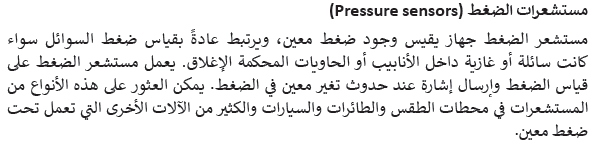 مستشعرات الضغط (Pressure sensors)
مستشعر الضغط جهاز يقيس وجود ضغط معين، ويرتبط عادةً بقياس ضغط السوائل سواء
كانت سائلة أو غازية داخل الأنابيب أو الحاويات المحكمة الإغلاق. يعمل مستشعر الضغط على
قياس الضغط وإرسال إشارة عند حدوث تغير معين في الضغط. يمكن العثور على هذه الأنواع من
المستشعرات في محطات الطقس والطائرات والسيارات والكثير من الآلات الأخرى التي تعمل تحت
ضغط معين.